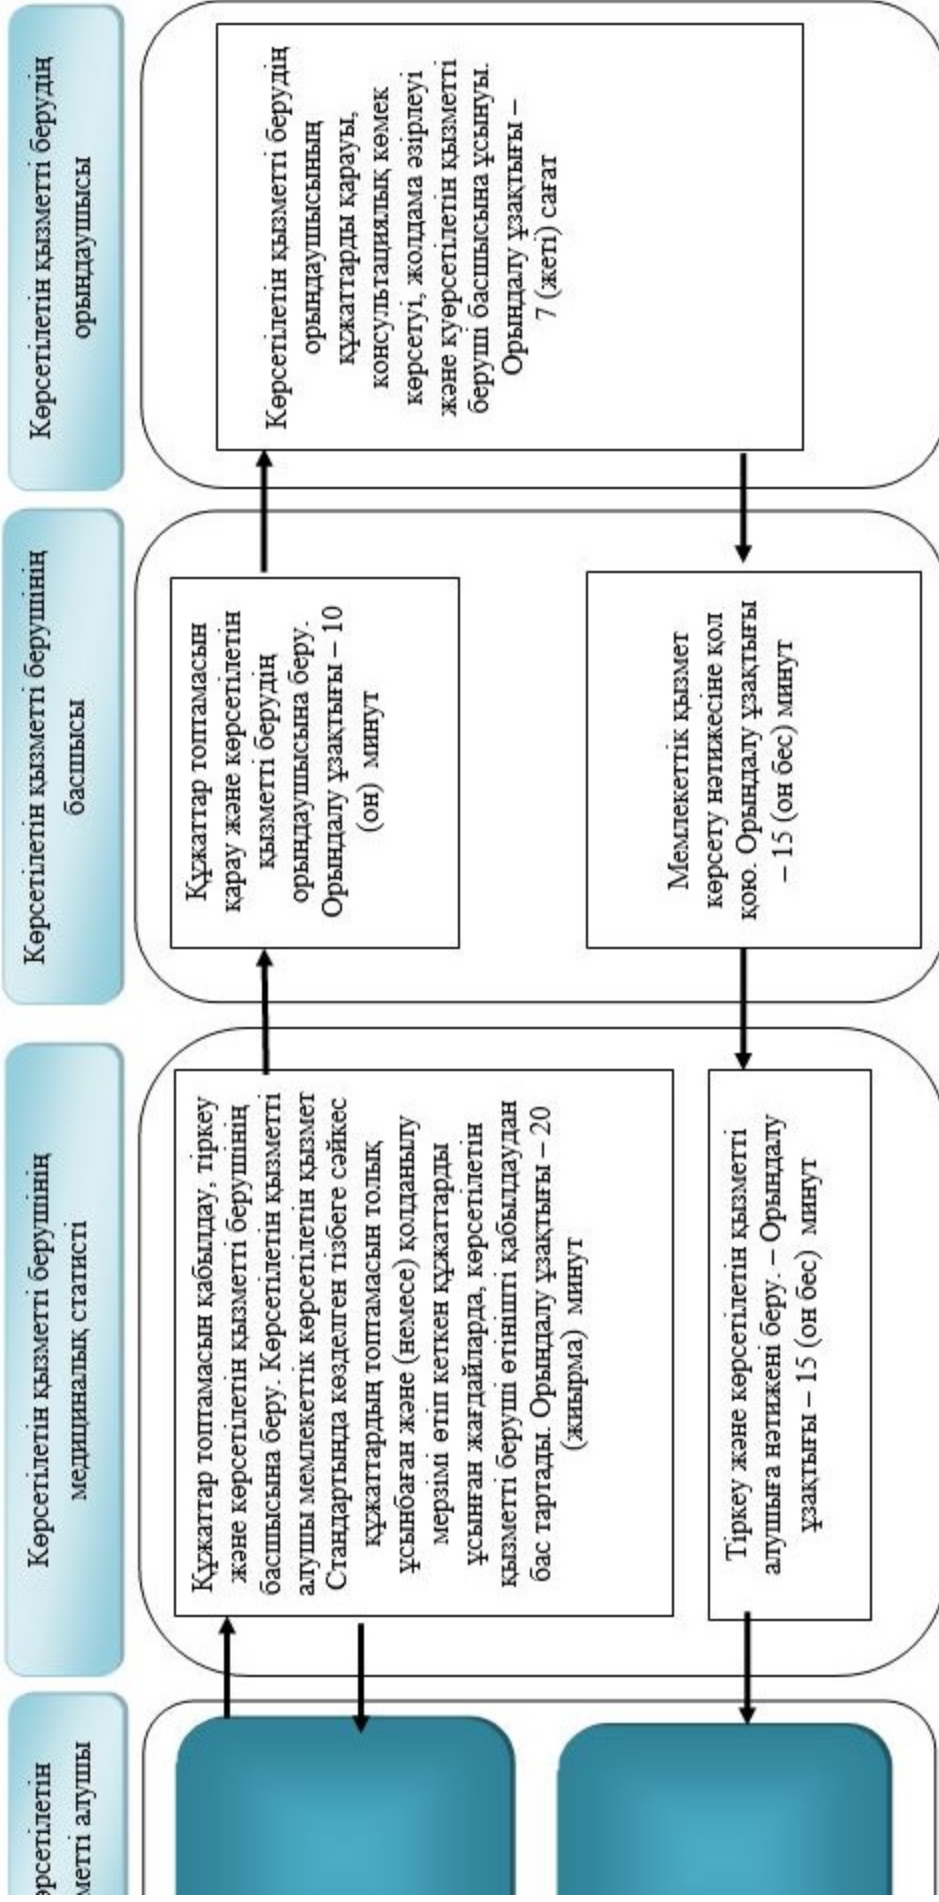 рсетілетін
метті алушы
Көрсетілетін қызметті берушінің
медициналық статисті
Көрсетілетін қызметті берушінің
басшысы
Көрсетілетін қызметті берудің
орындаушысы
Құжаттар топтамасын қабылдау, тіркеу
және көрсетілетін қызметті берушінің
басшысына беру. Көрсетілетін қызметті
алушы мемлекеттік көрсетілетін қызмет
Стандартында көзделген тізбеге сәйкес
құжаттардың топтамасын толық
ұсынбаған және (немесе) қолданылу
мерзімі өтіп кеткен құжаттарды
ұсынған жағдайларда, көрсетілетін
қызметті беруші өтінішті қабылдаудан
бас тартады. Орындалу ұзақтығы – 20
(жиырма) минут
Құжаттар топтамасын
қарау және көрсетілетін
қызметті берудің
орындаушысына беру.
Орындалу ұзақтығы – 10
(он) минут
Көрсетілетін қызметті берудің
орындаушысының
құжаттарды қарауы,
консультациялық көмек
көрсетуі, жолдама әзірлеуі
және куөрсетілетін қызметті
беруші басшысына ұсынуы.
Орындалу ұзақтығы –
7 (жеті) сағат
Мемлекеттік қызмет
көрсету нәтижесіне қол
қою. Орындалу ұзақтығы
– 15 (он бес) минут
Тіркеу және көрсетілетін қызметті
алушыға нәтижені беру. – Орындалу
ұзақтығы – 15 (он бес) минут